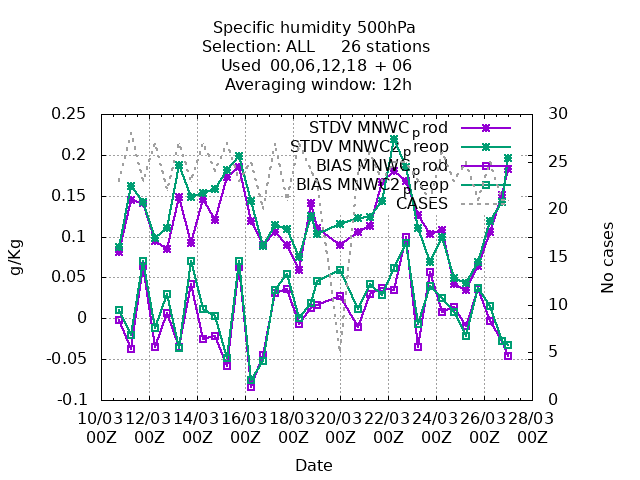 Specific humidity 500hPa
Selection: ALL 26 stations
Used 00,06,12,18 + 06
Averaging window: 12h
STDV MNWC_prod
STDV MNWC2_preop
BIAS MNWC_prod
BIAS MNWC2_preop
CASES
0.25
0.2
0.15
0.1
0.05
0
-0.05
-0.1
g/Kg
30
25
20
15
10
5
0
No cases
10/03 12/03 14/03 16/03 18/03 20/03 22/03 24/03 26/03 28/03
00Z 00Z 00Z 00Z 00Z 00Z 00Z 00Z 00Z 00Z
Date